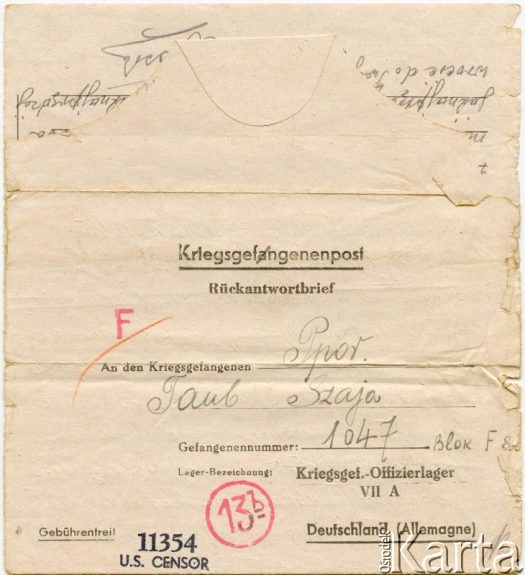 Kriegsgefangenenpost
Rückantwortbrief
F
An den Kriegsgefangenen Ppor.
Taub Szaja
Gefangenennummer: 1047 Blok F
Lager-Bezeichnung: Kriegsgef.-Offizierlager
VII A
13b
Gebührenfrei
Deutschland (Allemagne)
11354
U.S. CENSOR
Ośrodek Karta